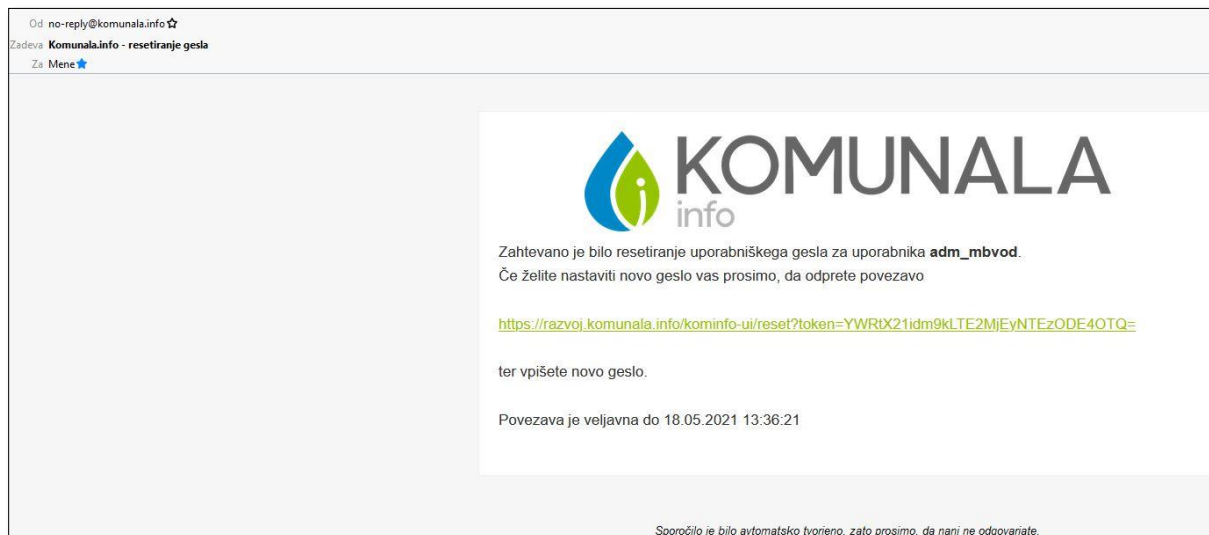 Od no-reply@komunala.info
Zadeva Komunala.info - resetiranje gesla
Za Mene
KOMUNALA
info
Zahtevano je bilo resetiranje uporabniškega gesla za uporabnika adm_mbvod.
Če želite nastaviti novo geslo vas prosimo, da odprete povezavo
https://razvoj.komunala.info/kominfo-ui/reset?token=YWRtX21idm9kLTE2MjEyNTEzODE4OTQ=
ter vpišete novo geslo.
Povezava je veljavna do 18.05.2021 13:36:21
Sporočilo je bilo avtomatsko tvorjeno, zato prosimo, da nanj ne odgovarjate.